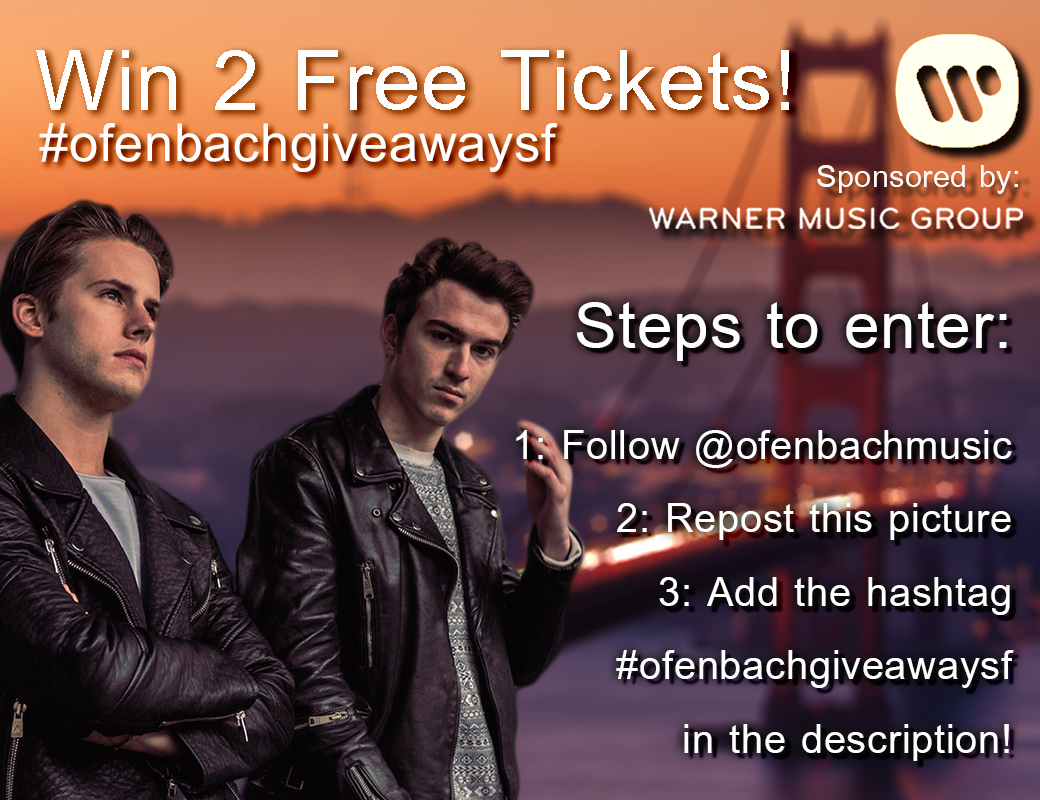 Win 2 Free Tickets!
#ofenbachgiveawaysf
Sponsored by:
WARNER MUSIC GROUP
Steps to enter:
1: Follow @ofenbachmusic
2: Repost this picture
3: Add the hashtag
#ofenbachgiveawaysf
in the description!